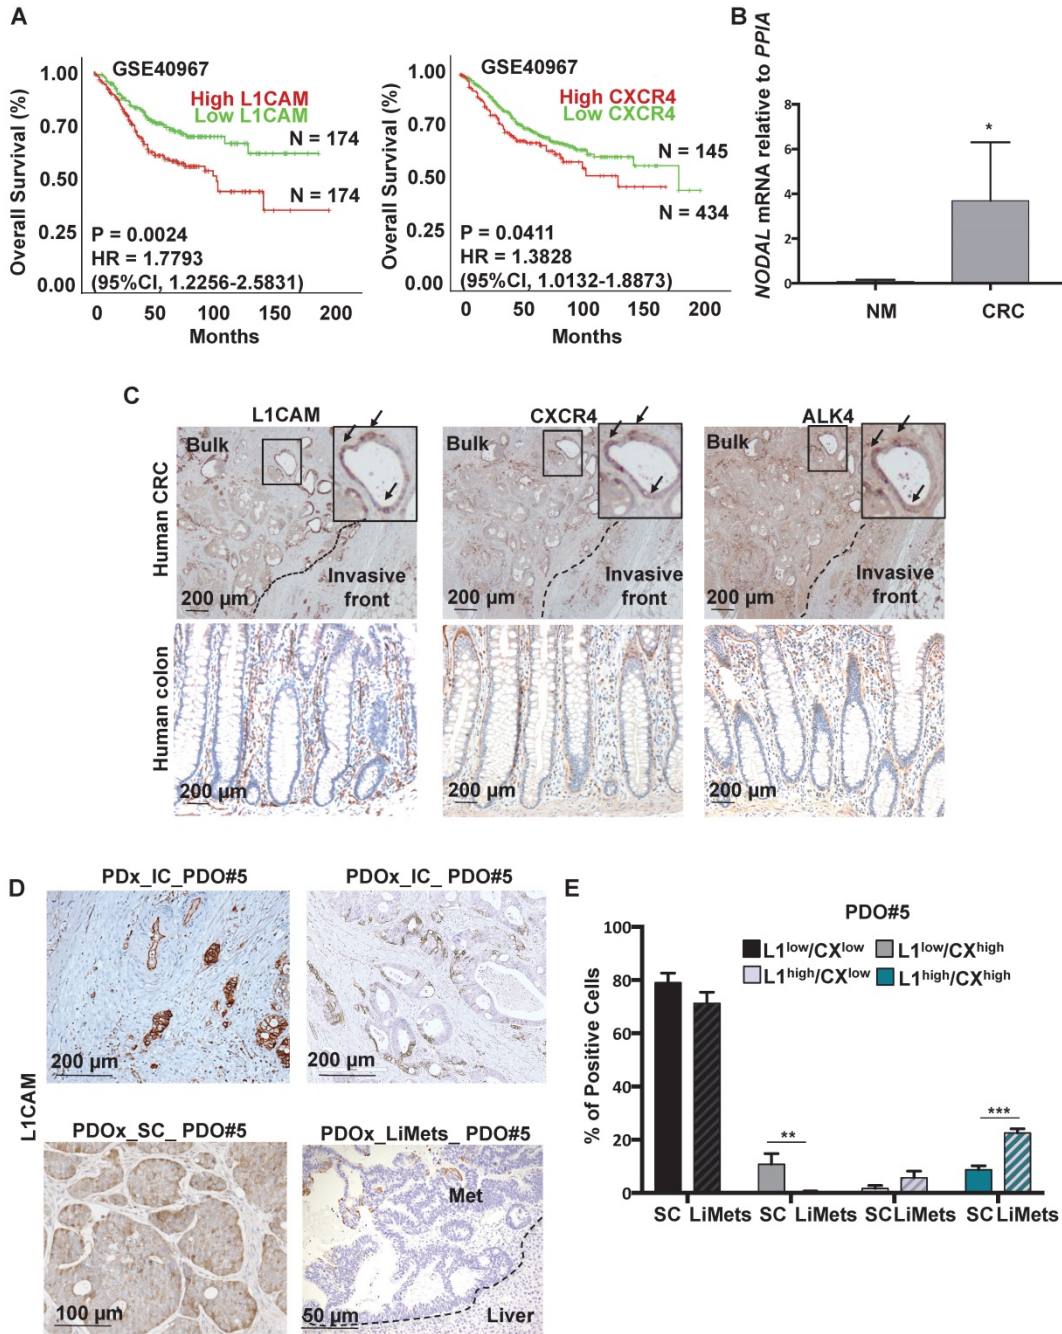 A
GSE40967
High L1CAM
Low L1CAM
N = 174
N = 174
P = 0.0024
HR = 1.7793
(95%CI, 1.2256-2.5831)
Overall Survival (%)
1.00
0.70
0.50
0.25
0.00
0 50 100 150 200
Months
GSE40967
High CXCR4
Low CXCR4
N = 145
N = 434
P = 0.0411
HR = 1.3828
(95%CI, 1.0132-1.8873)
Overall Survival (%)
1.00
0.70
0.50
0.25
0.00
0 50 100 150 200
Months
B
NODAL mRNA relative to PPIA
8
6
4
2
0
*
NM CRC
C
L1CAM CXCR4 ALK4
Human CRC
Bulk Bulk Bulk
Invasive front
Invasive front
Invasive front
200 µm 200 µm 200 µm
Human colon
200 µm 200 µm 200 µm
D
L1CAM
PDx_IC_PDO#5
200 µm
PDOx_IC_ PDO#5
200 µm
PDOx_SC_ PDO#5
100 µm
PDOx_LiMets_ PDO#5
Met
50 µm
Liver
E
PDO#5
L1low/CXlow L1low/CXhigh
L1high/CXlow L1high/CXhigh
% of Positive Cells
100
80
60
40
20
0
**
***
SC LiMets SC LiMets SC LiMets SC LiMets